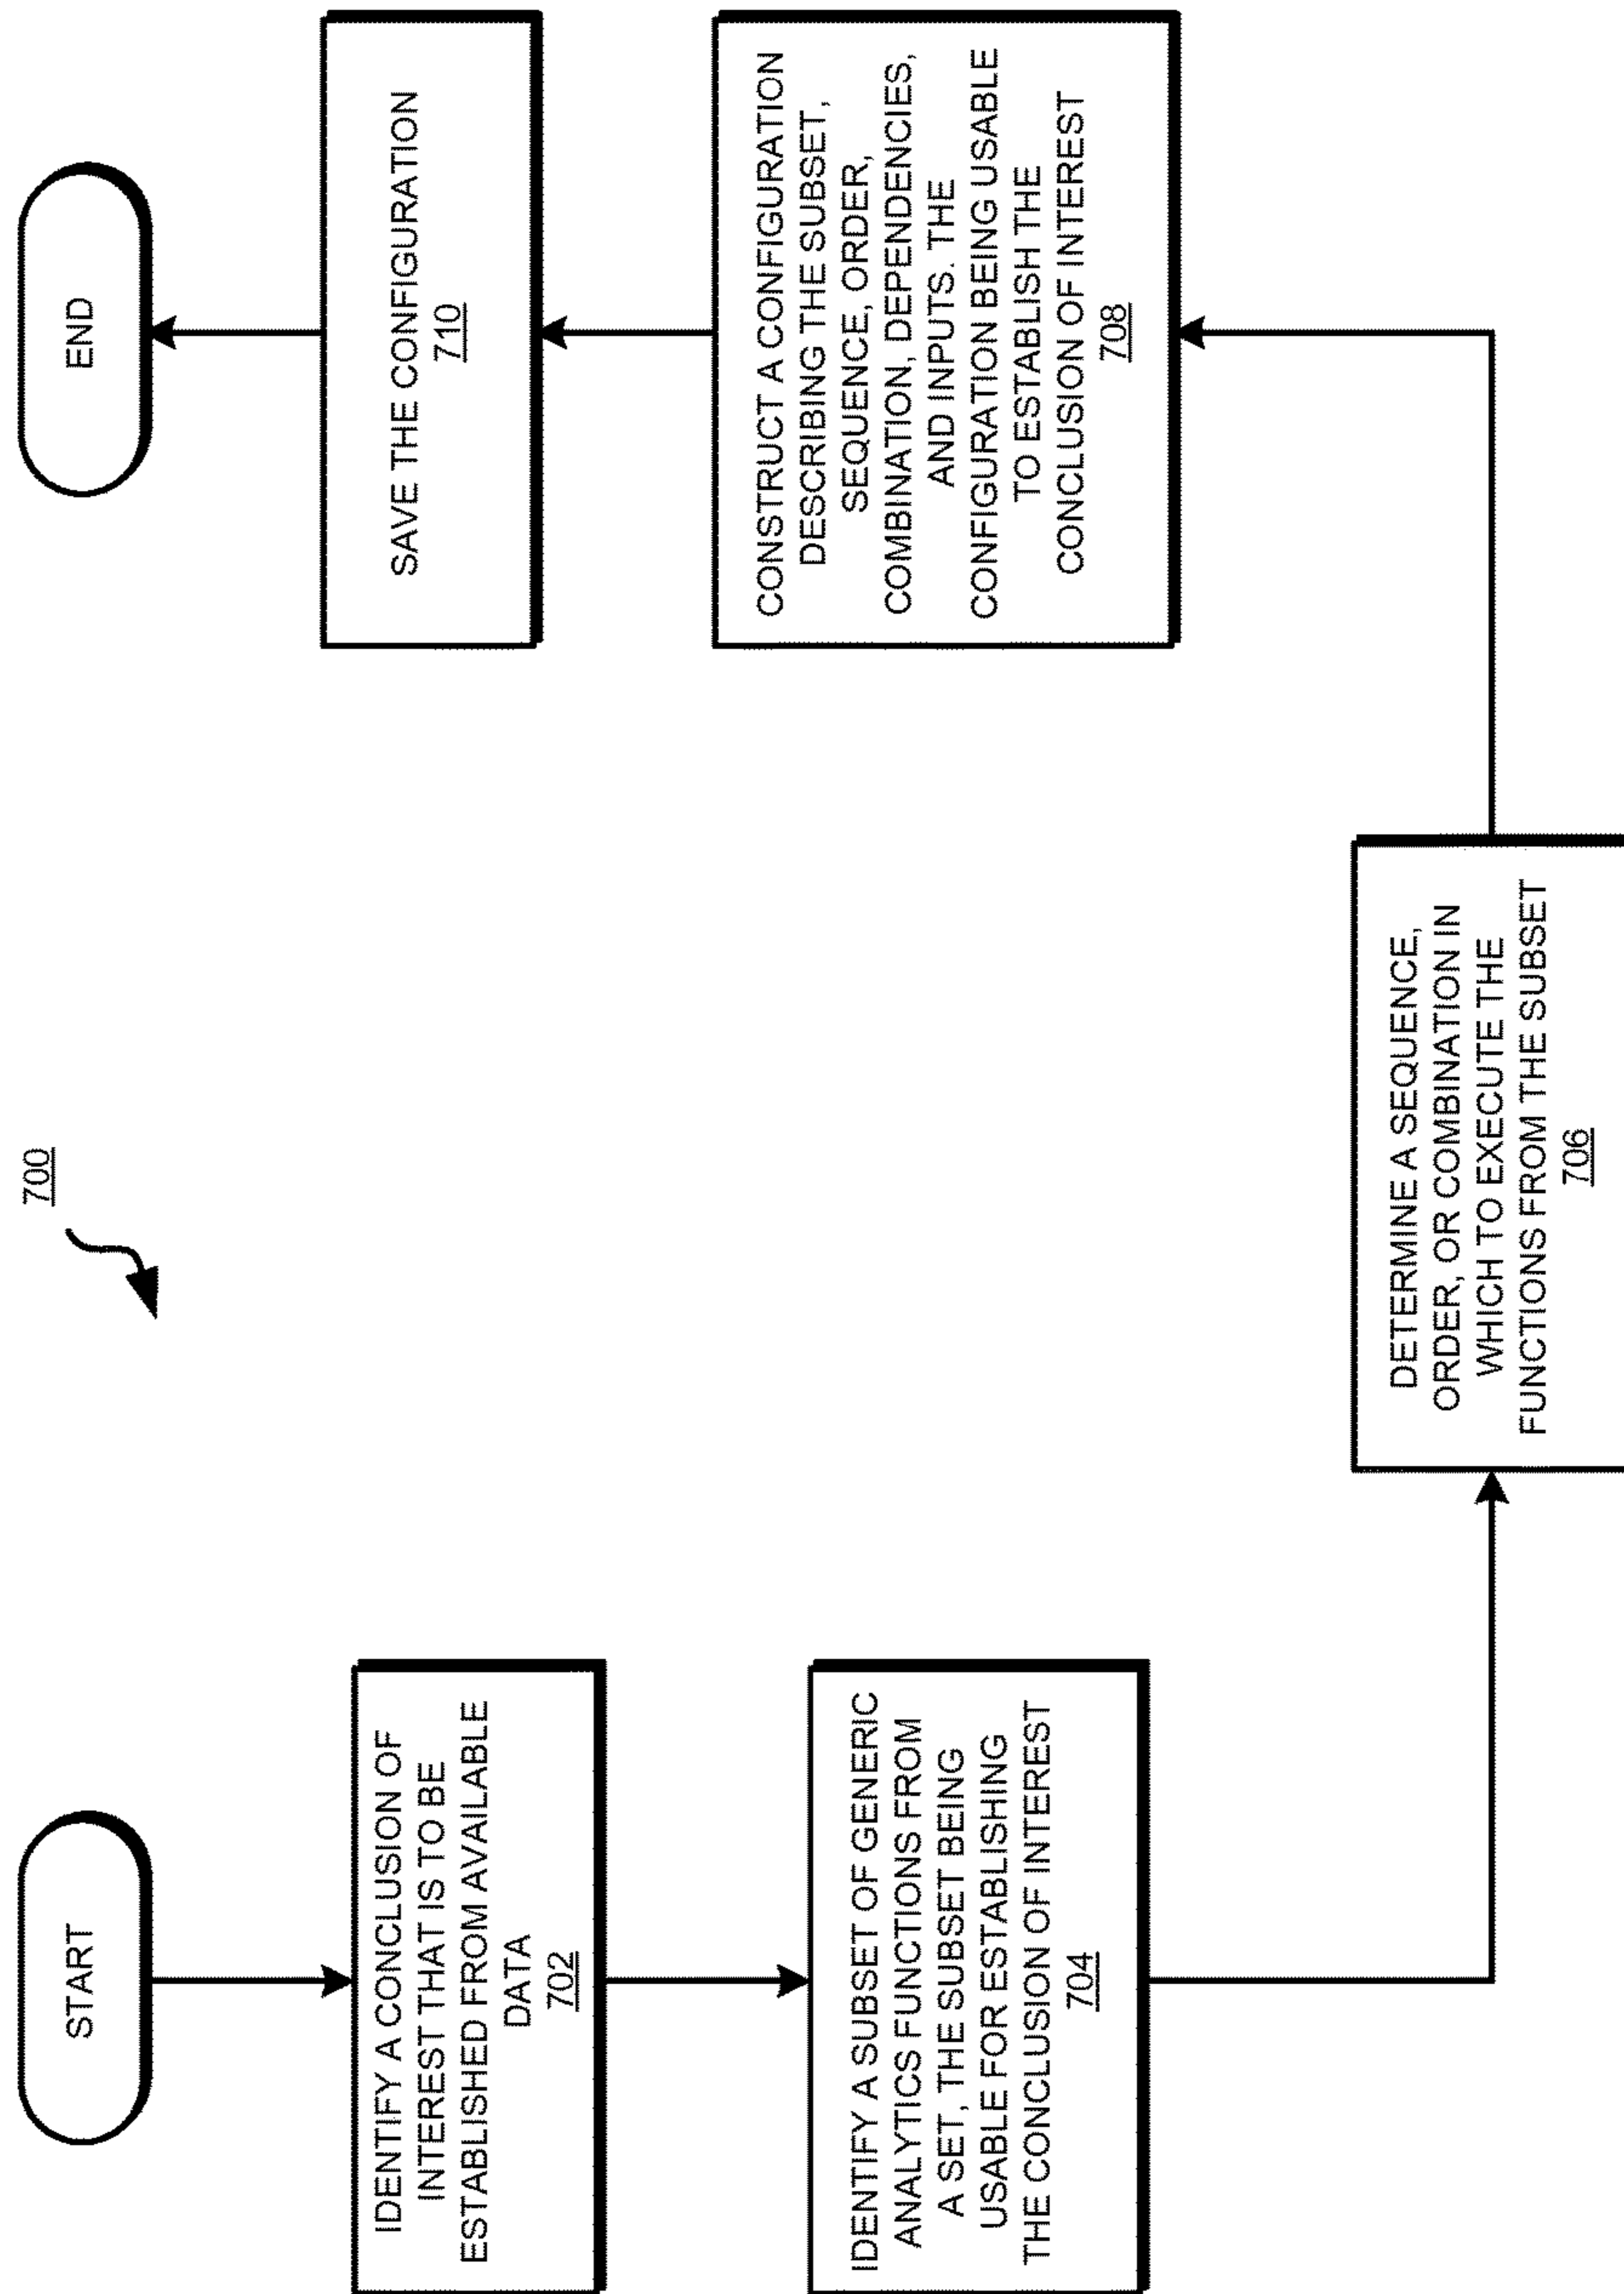 700
START
IDENTIFY A CONCLUSION OF
INTEREST THAT IS TO BE
ESTABLISHED FROM AVAILABLE
DATA
702
IDENTIFY A SUBSET OF GENERIC
ANALYTICS FUNCTIONS FROM
A SET, THE SUBSET BEING
USABLE FOR ESTABLISHING
THE CONCLUSION OF INTEREST
704
DETERMINE A SEQUENCE,
ORDER, OR COMBINATION IN
WHICH TO EXECUTE THE
FUNCTIONS FROM THE SUBSET
706
CONSTRUCT A CONFIGURATION
DESCRIBING THE SUBSET,
SEQUENCE, ORDER,
COMBINATION, DEPENDENCIES,
AND INPUTS. THE
CONFIGURATION BEING USABLE
TO ESTABLISH THE
CONCLUSION OF INTEREST
708
SAVE THE CONFIGURATION
710
END